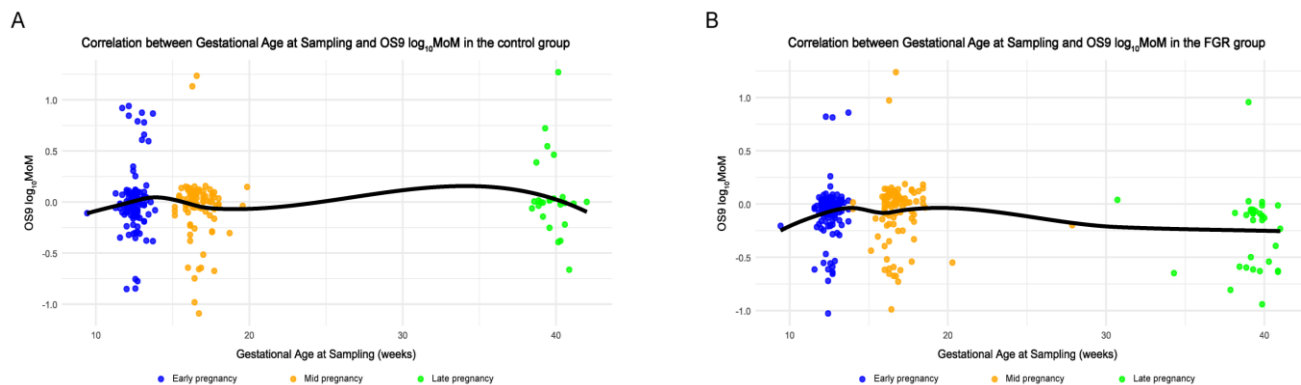 A
Correlation between Gestational Age at Sampling and OS9 log₁₀MoM in the control group
1.0
0.5
0.0
-0.5
-1.0
OS9 log₁₀MoM
10
20
30
40
Gestational Age at Sampling (weeks)
Early pregnancy
Mid pregnancy
Late pregnancy
B
Correlation between Gestational Age at Sampling and OS9 log₁₀MoM in the FGR group
1.0
0.5
0.0
-0.5
-1.0
OS9 log₁₀MoM
10
20
30
40
Gestational Age at Sampling (weeks)
Early pregnancy
Mid pregnancy
Late pregnancy